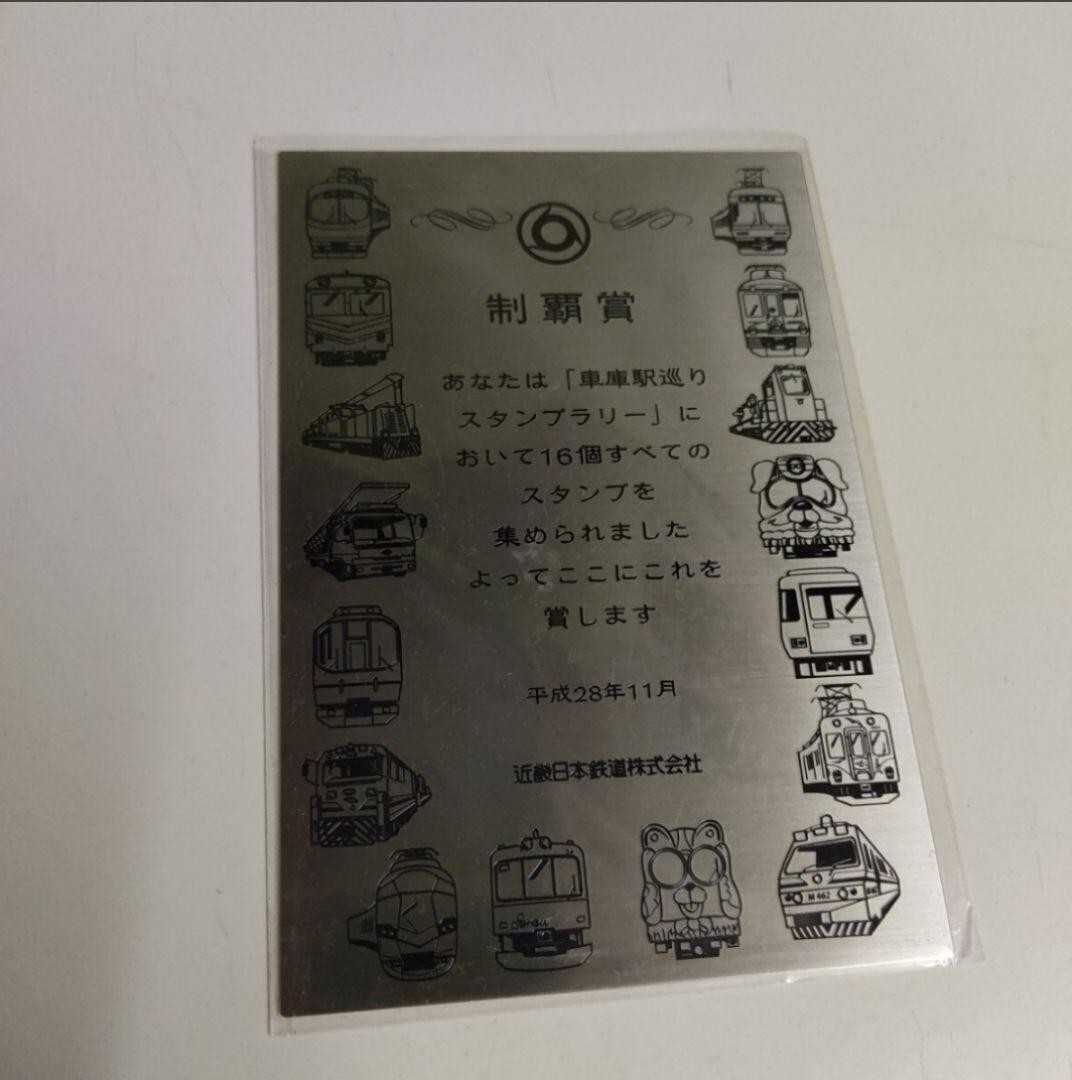 制覇賞
あなたは「車庫駅巡り
スタンプラリー」に
おいて16個すべての
スタンプを
集められました
よってここにこれを
賞します
平成28年11月
近畿日本鉄道株式会社
M462